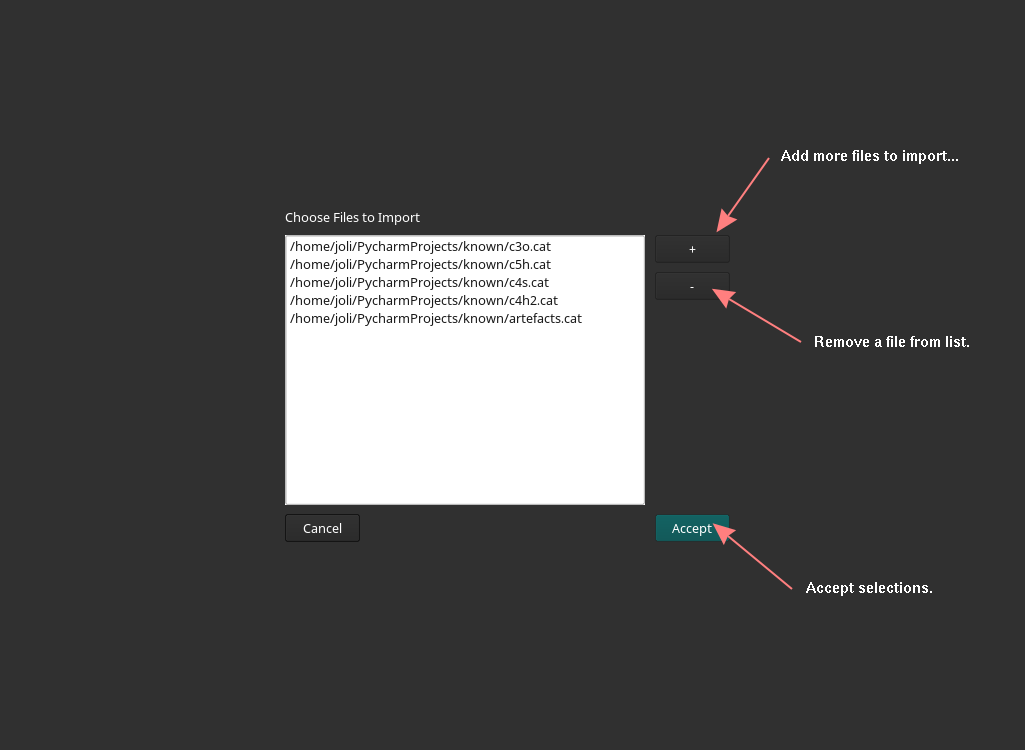 Add more files to import...
Choose Files to Import
/home/joli/PycharmProjects/known/c3o.cat
/home/joli/PycharmProjects/known/c5h.cat
/home/joli/PycharmProjects/known/c4s.cat
/home/joli/PycharmProjects/known/c4h2.cat
/home/joli/PycharmProjects/known/artefacts.cat
+
-
Remove a file from list.
Cancel
Accept
Accept selections.